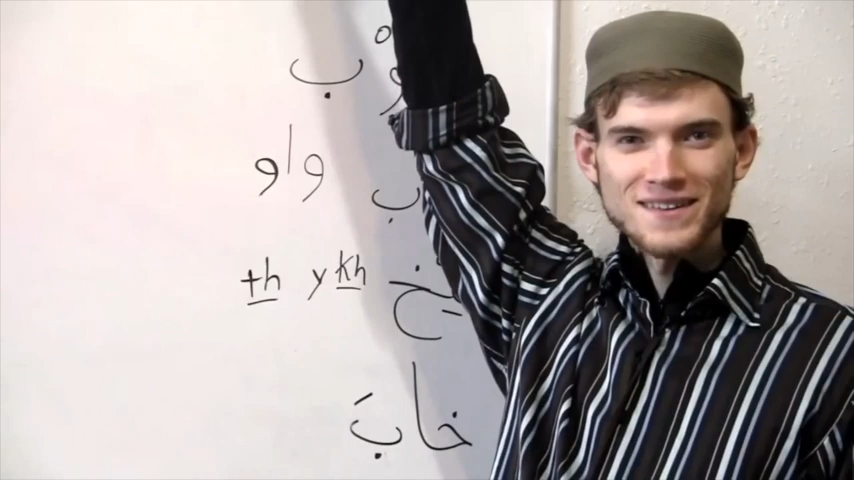 وْ ب
واو
ب
th y kh خ
خابَ